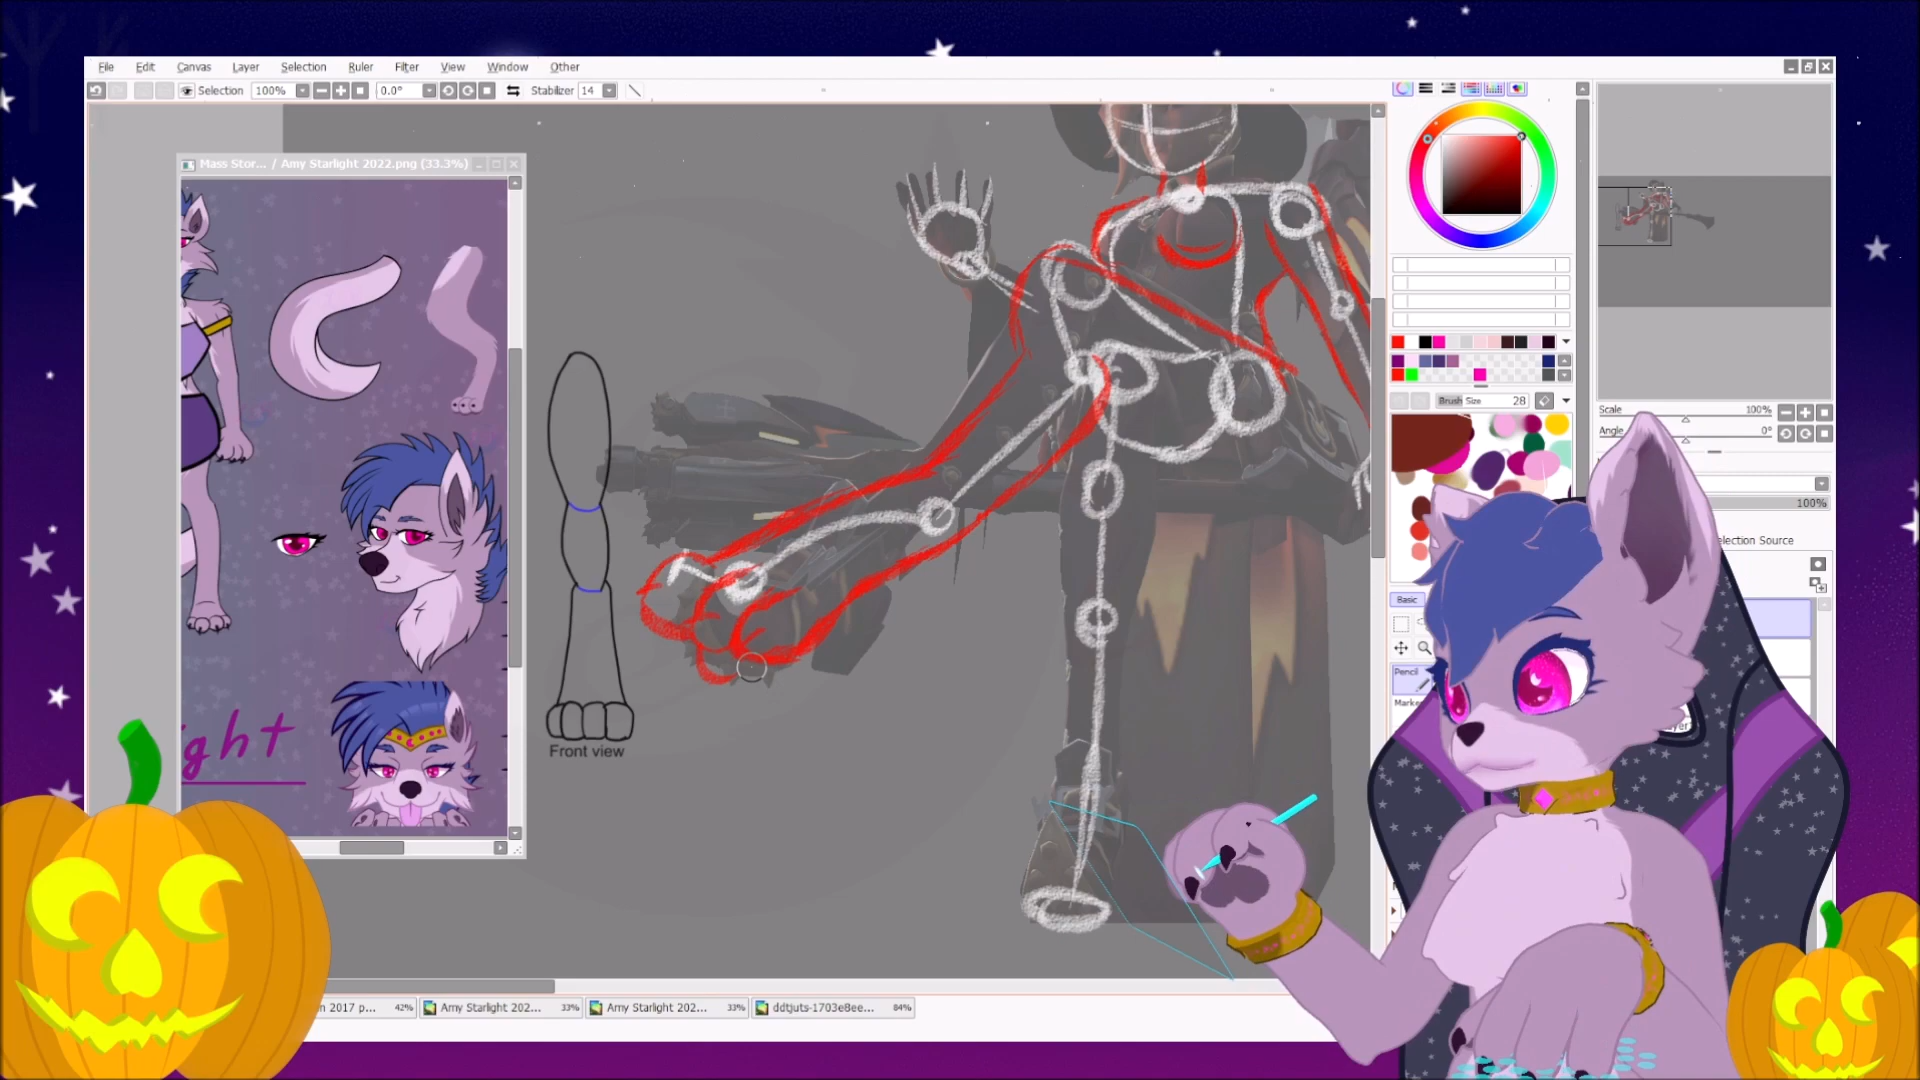 File Edit Canvas Layer Selection Ruler Filter View Window Other
Selection 100% 0.0° Stabilizer 14
Mass Stor... / Amy Starlight 2022.png (33.3%)
Brush Size 28
Scale 100%
Angle 0°
100%
election Source
Basic
Pencil
Marke
ght
Front view
n 2017 p... 42% Amy Starlight 202... 33% Amy Starlight 202... 33% ddtjuts-1703e8ee... 84%